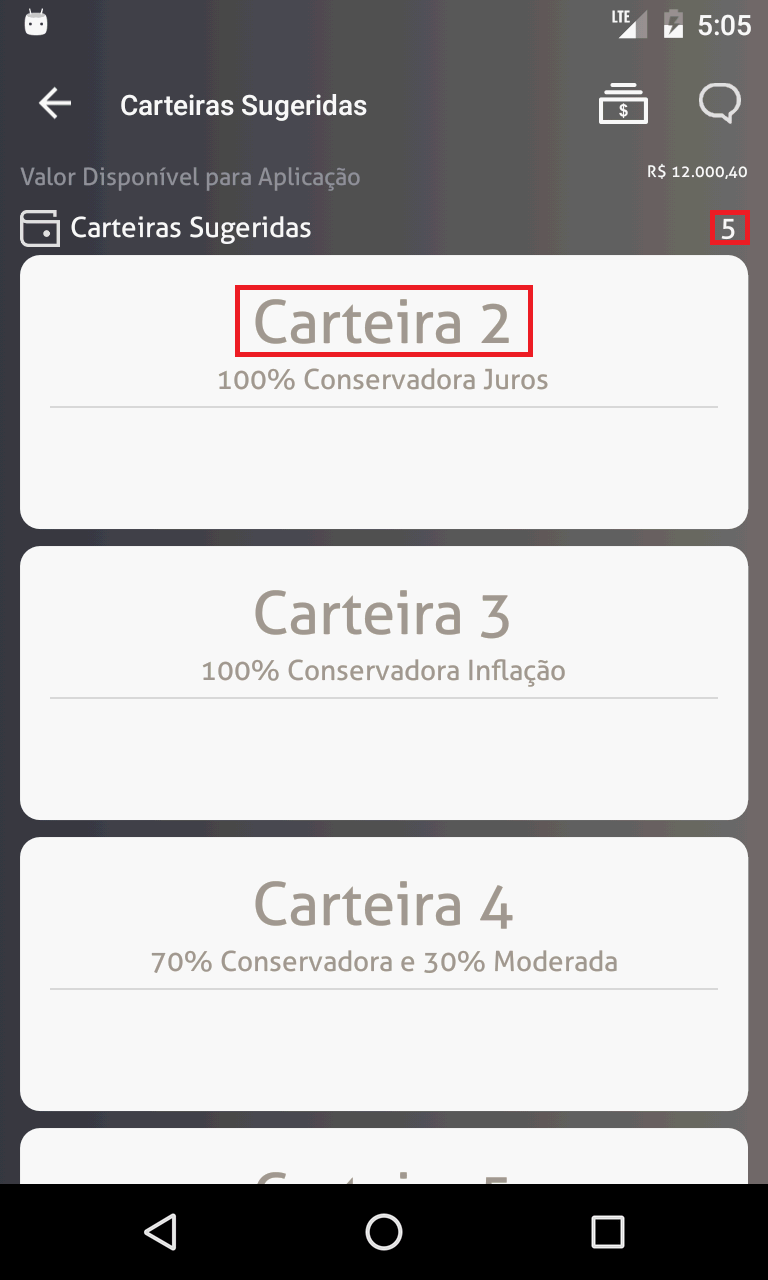 LTE 5:05
Carteiras Sugeridas
$
Valor Disponível para Aplicação R$ 12.000,40
Carteiras Sugeridas 5
Carteira 2
100% Conservadora Juros
Carteira 3
100% Conservadora Inflação
Carteira 4
70% Conservadora e 30% Moderada